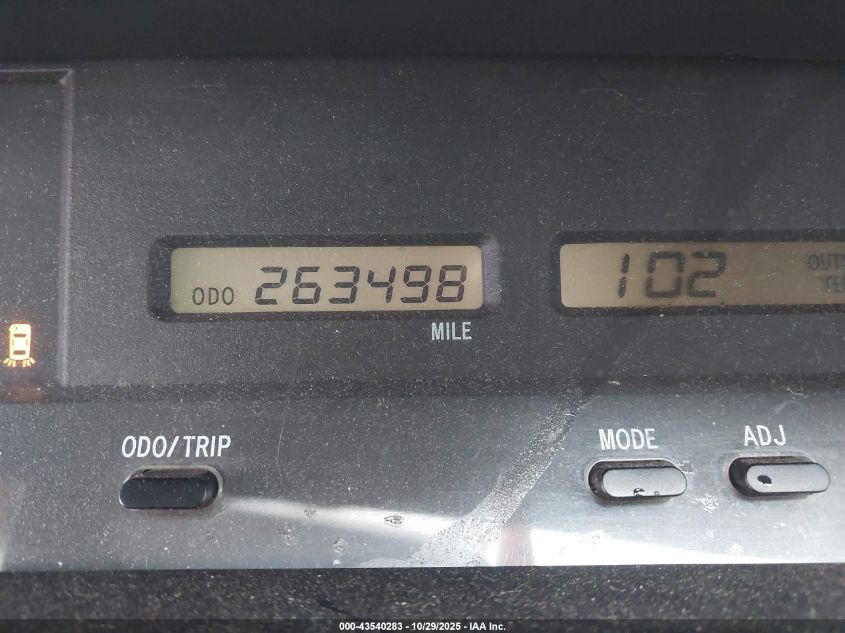 ODO 263498
MILE
102
ODO/TRIP
MODE
ADJ
000-43540283 - 10/29/2025 - IAA Inc.